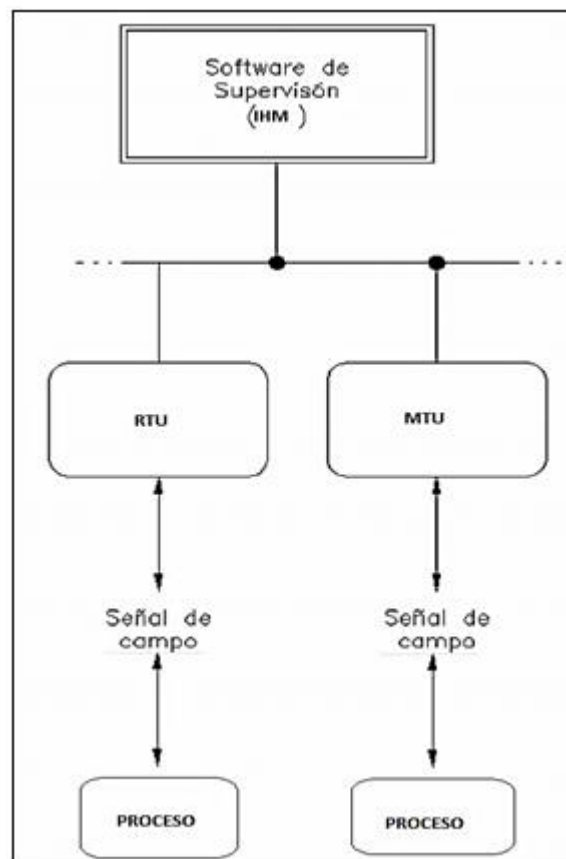 Software de
Supervisón
(IHM )
RTU
MTU
Señal de
campo
Señal de
campo
PROCESO
PROCESO